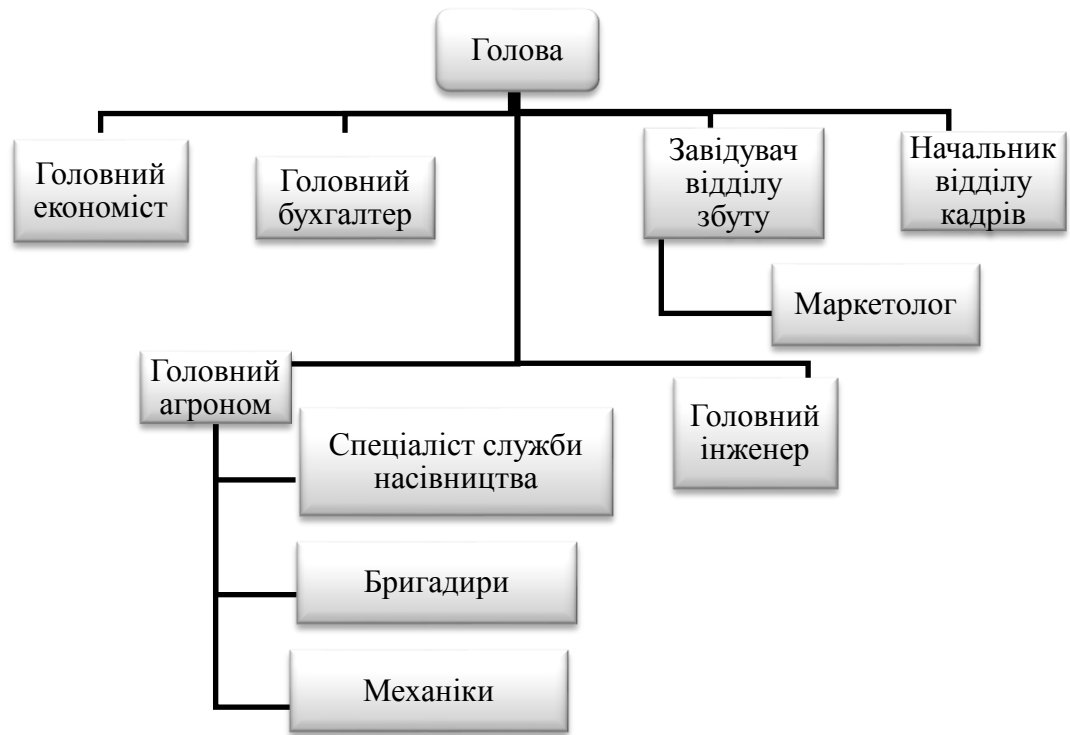 Голова
Головний
економіст
Головний
бухгалтер
Завідувач
відділу
збуту
Начальник
відділу
кадрів
Маркетолог
Головний
агроном
Головний
інженер
Спеціаліст служби
насівництва
Бригадири
Механіки